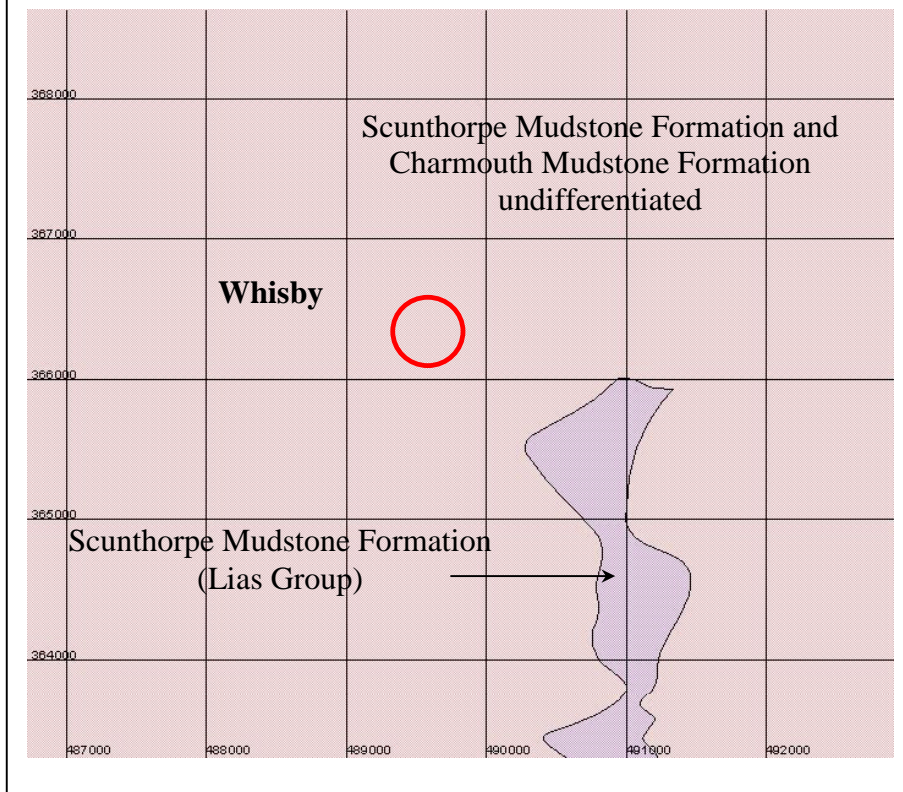 368000
Scunthorpe Mudstone Formation and
Charmouth Mudstone Formation
undifferentiated
367000
Whisby
366000
365000
Scunthorpe Mudstone Formation
(Lias Group)
364000
487000
488000
489000
490000
491000
492000